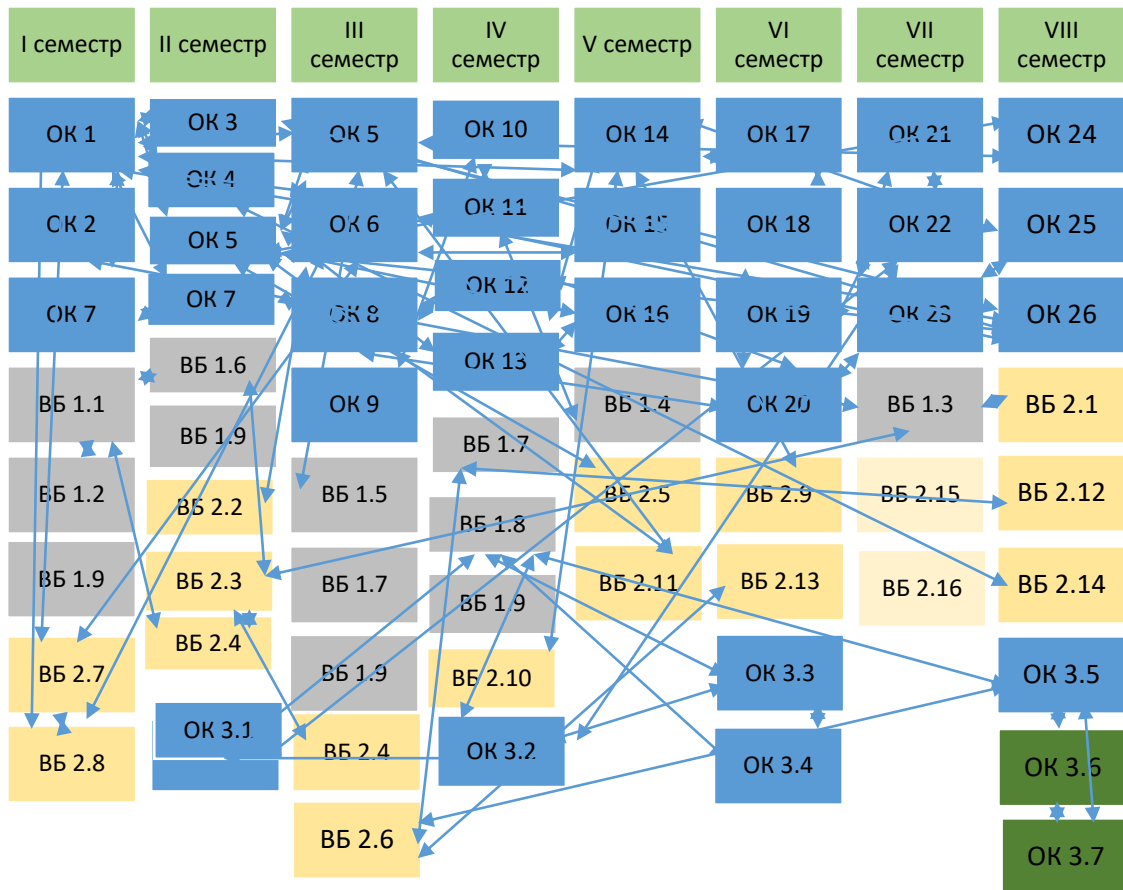 I семестр
II семестр
III
семестр
IV
семестр
V семестр
VI
семестр
VII
семестр
VIII
семестр
ОК 1
ОК 2
ОК 7
ВБ 1.1
ВБ 1.2
ВБ 1.9
ВБ 2.7
ВБ 2.8
ОК 3
ОК 4
ОК 5
ОК 7
ВБ 1.6
ВБ 1.9
ВБ 2.2
ВБ 2.3
ВБ 2.4
ОК 3.1
ОК 5
ОК 6
ОК 8
ОК 9
ВБ 1.5
ВБ 1.7
ВБ 1.9
ВБ 2.4
ВБ 2.6
ОК 10
ОК 11
ОК 12
ОК 13
ВБ 1.7
ВБ 1.8
ВБ 1.9
ВБ 2.10
ОК 3.2
ОК 14
ОК 15
ОК 16
ВБ 1.4
ВБ 2.5
ВБ 2.11
ОК 17
ОК 18
ОК 19
ОК 20
ВБ 2.9
ВБ 2.13
ОК 3.3
ОК 3.4
ОК 21
ОК 22
ОК 23
ВБ 1.3
ВБ 2.15
ВБ 2.16
ОК 24
ОК 25
ОК 26
ВБ 2.1
ВБ 2.12
ВБ 2.14
ОК 3.5
ОК 3.6
ОК 3.7